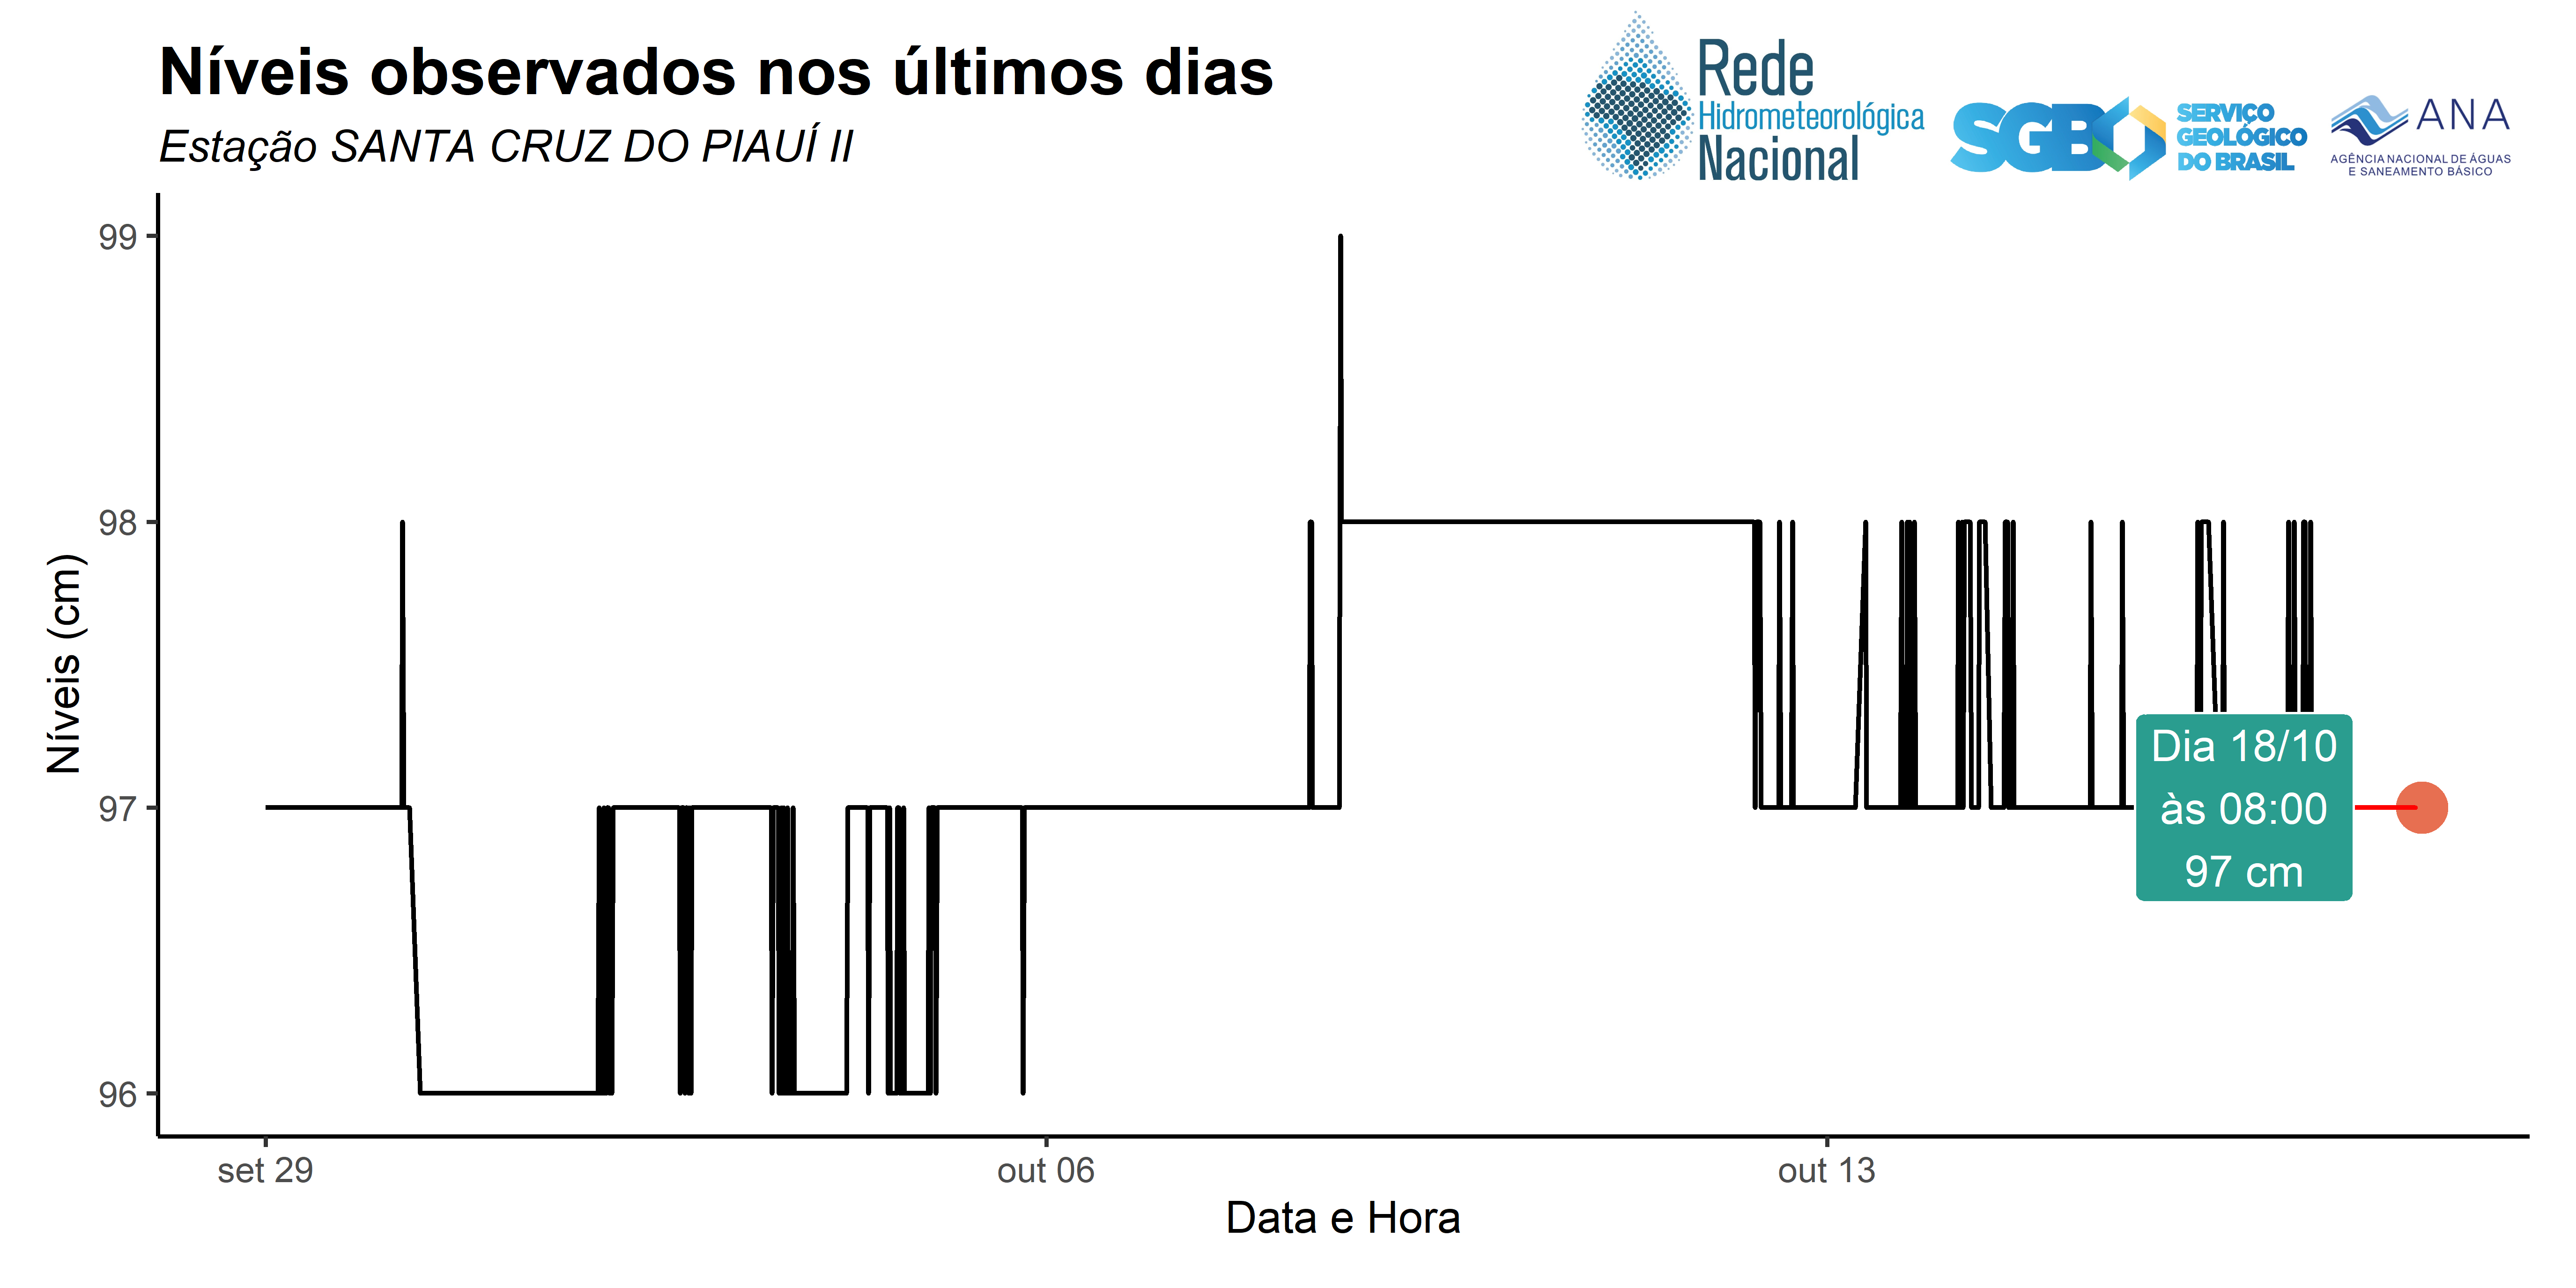 Níveis observados nos últimos dias
Estação SANTA CRUZ DO PIAUÍ II
Rede
Hidrometeorológica
Nacional
SGB
SERVIÇO
GEOLÓGICO
DO BRASIL
ANA
AGÊNCIA NACIONAL DE ÁGUAS
E SANEAMENTO BÁSICO
99
98
97
96
Níveis (cm)
Dia 18/10
às 08:00
97 cm
set 29
out 06
out 13
Data e Hora